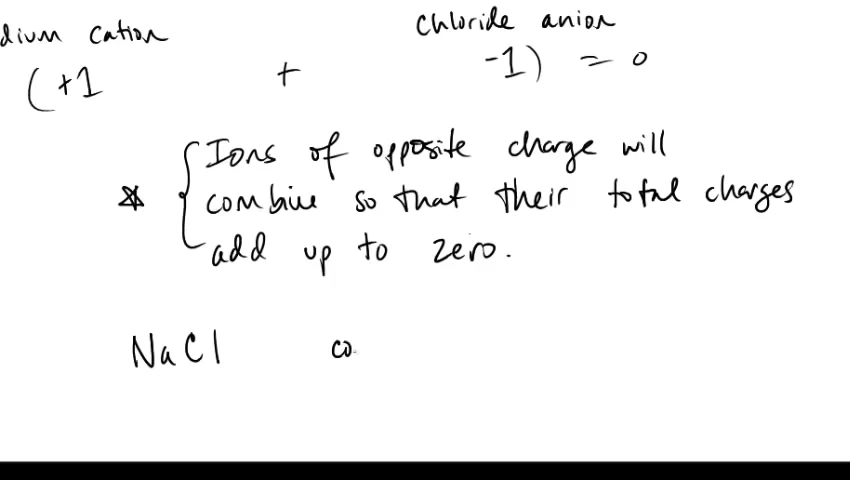 dium cation chloride anion
(+1 + -1) = 0
* { Ions of opposite charge will
combine so that their total charges
add up to zero.
NaCl co